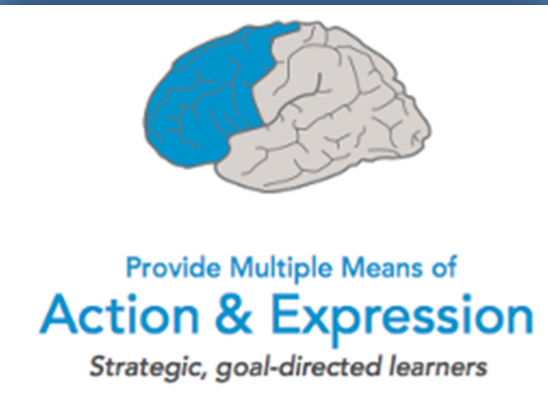 Provide Multiple Means of
Action & Expression
Strategic, goal-directed learners